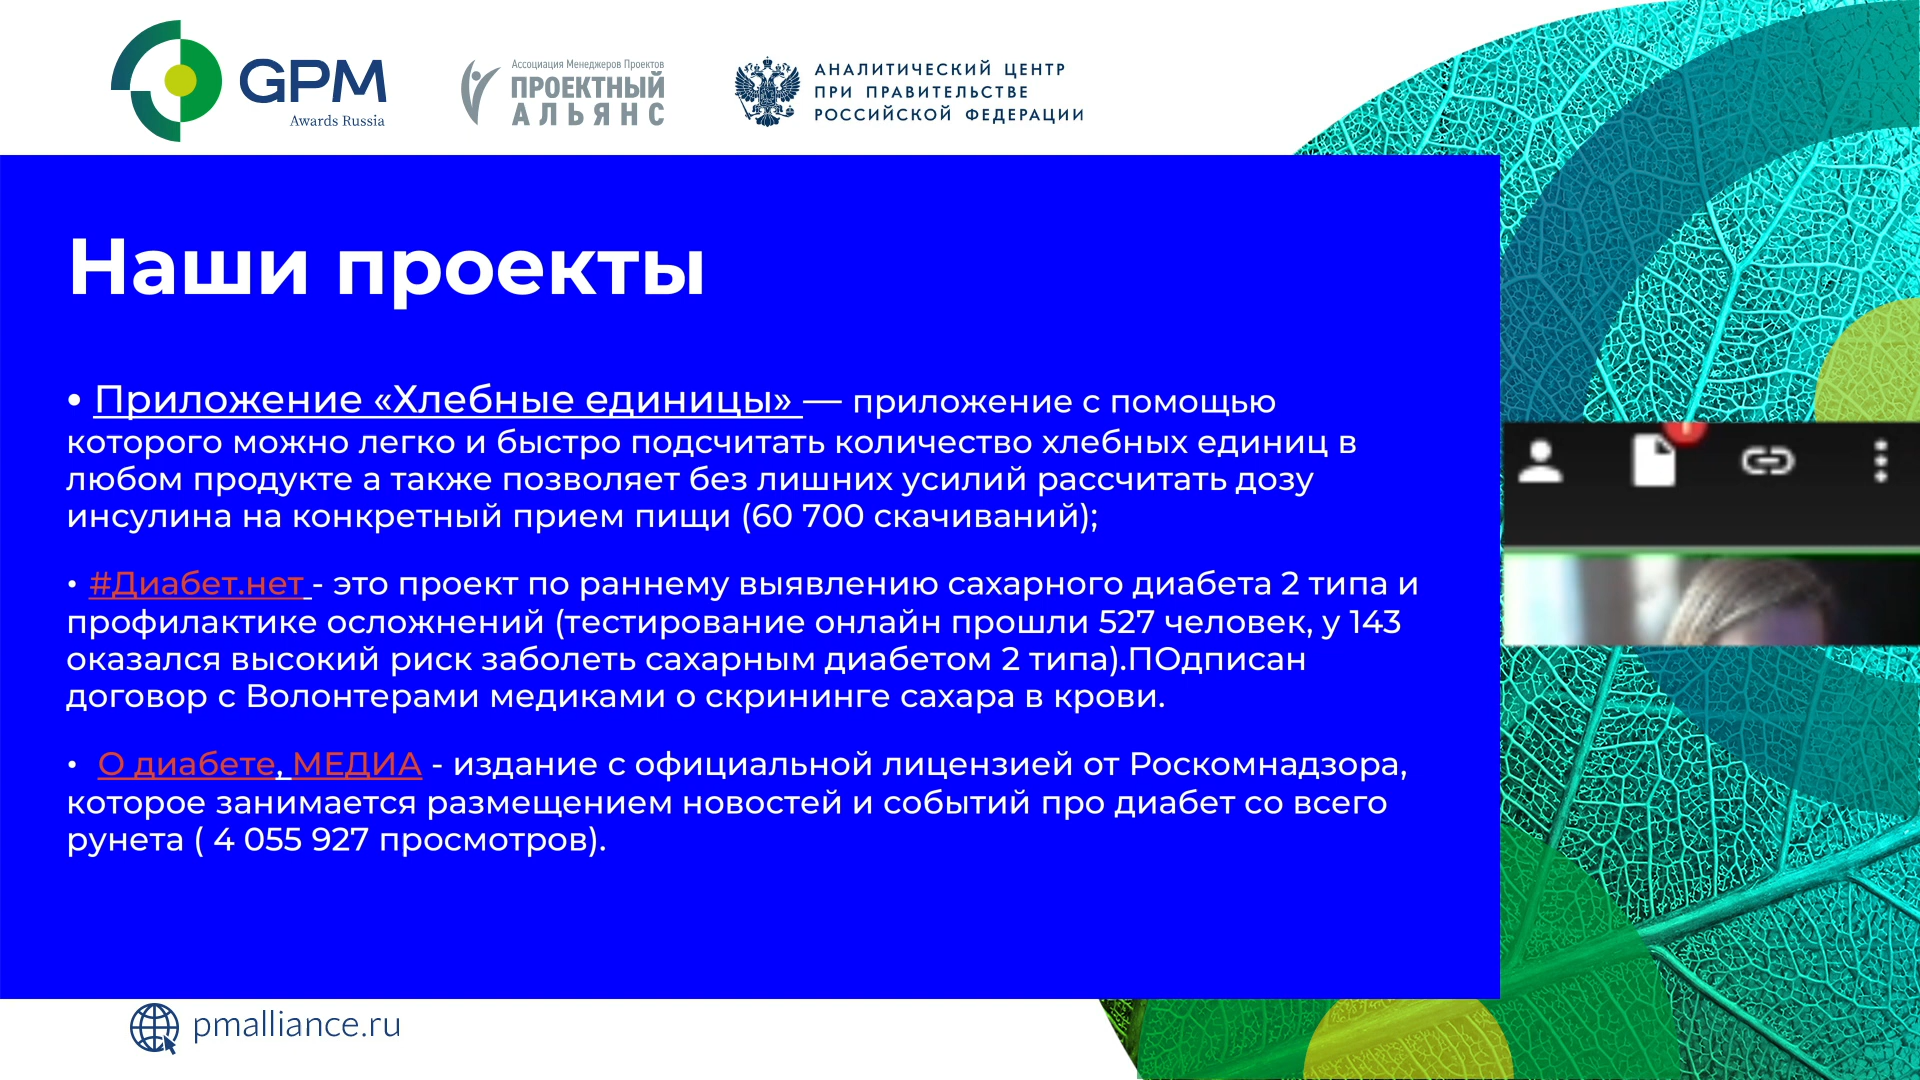 GPM
Awards Russia
Ассоциация Менеджеров Проектов
ПРОЕКТНЫЙ
АЛЬЯНС
АНАЛИТИЧЕСКИЙ ЦЕНТР
ПРИ ПРАВИТЕЛЬСТВЕ
РОССИЙСКОЙ ФЕДЕРАЦИИ
Наши проекты
• Приложение «Хлебные единицы» — приложение с помощью
которого можно легко и быстро подсчитать количество хлебных единиц в
любом продукте а также позволяет без лишних усилий рассчитать дозу
инсулина на конкретный прием пищи (60 700 скачиваний);
• #Диабет.нет - это проект по раннему выявлению сахарного диабета 2 типа и
профилактике осложнений (тестирование онлайн прошли 527 человек, у 143
оказался высокий риск заболеть сахарным диабетом 2 типа).ПОдписан
договор с Волонтерами медиками о скрининге сахара в крови.
• О диабете, МЕДИА - издание с официальной лицензией от Роскомнадзора,
которое занимается размещением новостей и событий про диабет со всего
рунета ( 4 055 927 просмотров).
pmalliance.ru